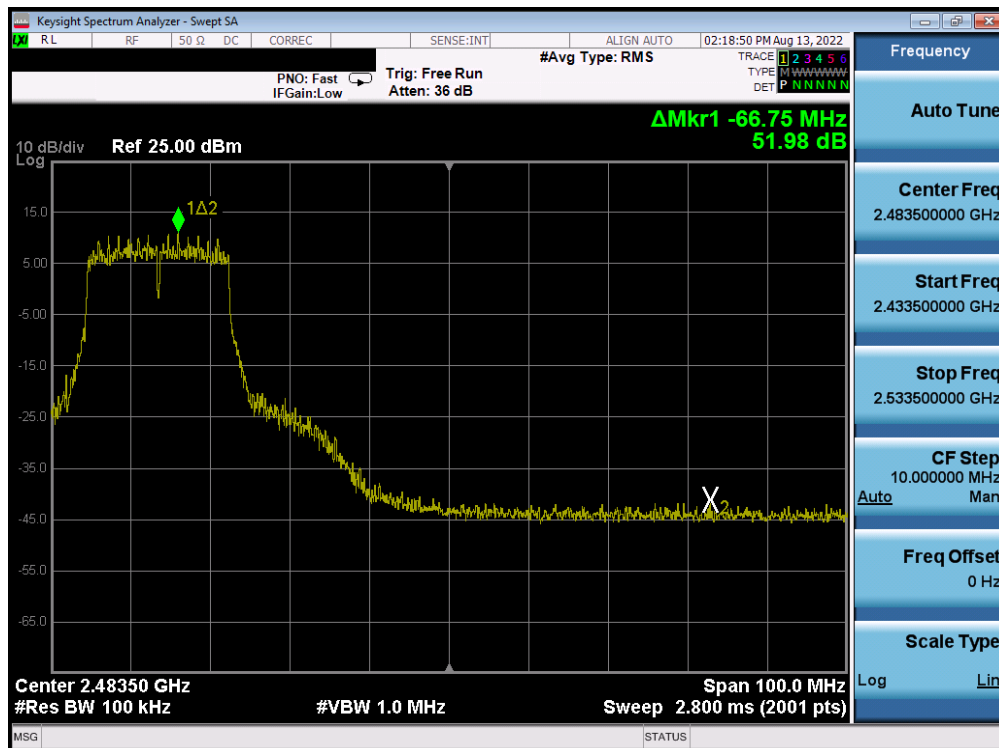 Keysight Spectrum Analyzer - Swept SA
LXI RL RF 50 Ω DC CORREC SENSE:INT ALIGN AUTO 02:18:50 PM Aug 13, 2022
Frequency
#Avg Type: RMS
TRACE 1 2 3 4 5 6
TYPE M WWWWW
DET P N N N N N
PNO: Fast
IFGain:Low
Trig: Free Run
Atten: 36 dB
Auto Tune
ΔMkr1 -66.75 MHz
51.98 dB
10 dB/div
Log
Ref 25.00 dBm
15.0
5.00
-5.00
-15.0
-25.0
-35.0
-45.0
-55.0
-65.0
1Δ2
X2
Center Freq
2.483500000 GHz
Start Freq
2.433500000 GHz
Stop Freq
2.533500000 GHz
CF Step
10.000000 MHz
Auto Man
Freq Offset
0 Hz
Scale Type
Log Lin
Center 2.48350 GHz
Span 100.0 MHz
#Res BW 100 kHz
#VBW 1.0 MHz
Sweep 2.800 ms (2001 pts)
MSG
STATUS